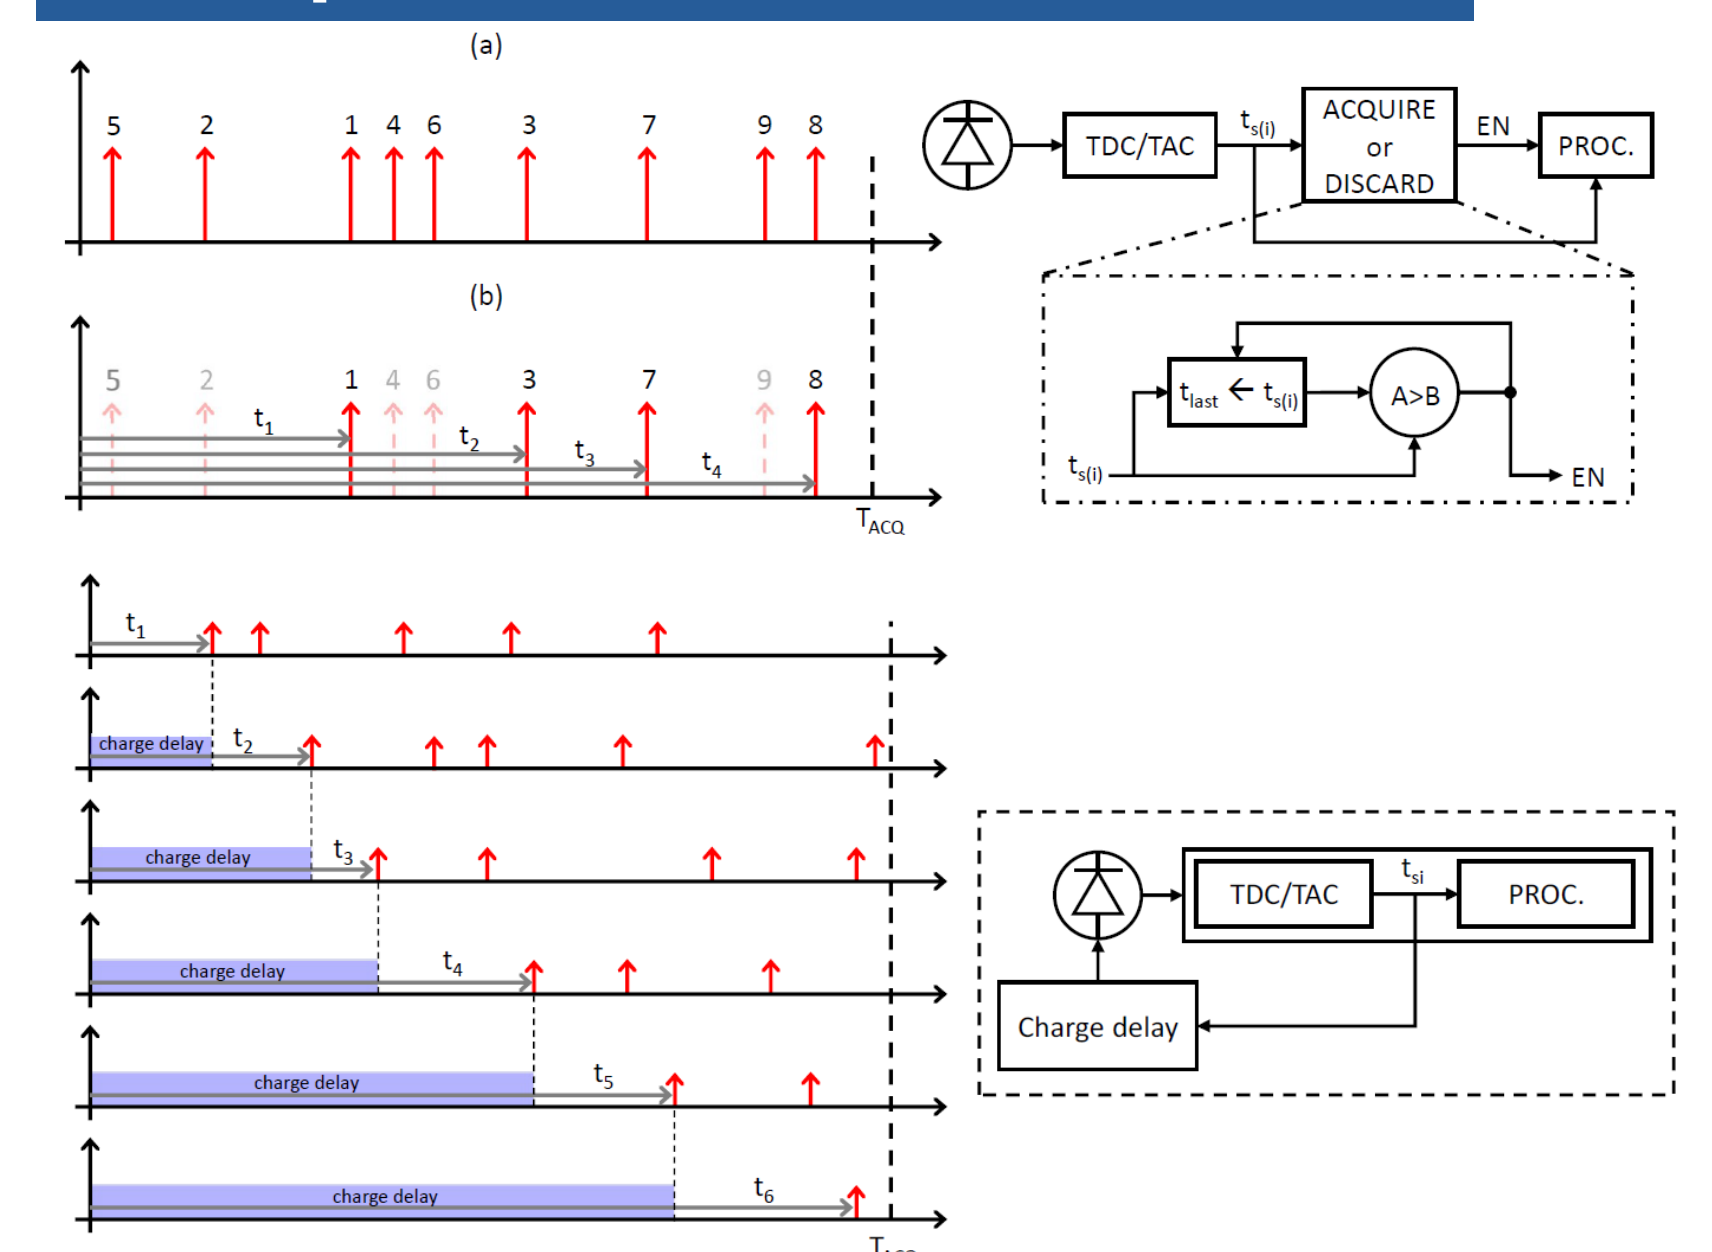 (a)
5 2 1 4 6 3 7 9 8
(b)
5 2 1 4 6 3 7 9 8
t1
t2
t3
t4
TACQ
TDC/TAC
ts(i)
ACQUIRE
or
DISCARD
EN
PROC.
tlast ← ts(i)
A>B
ts(i)
EN
t1
charge delay
t2
charge delay
t3
charge delay
t4
charge delay
t5
charge delay
t6
TDC/TAC
tsi
PROC.
Charge delay